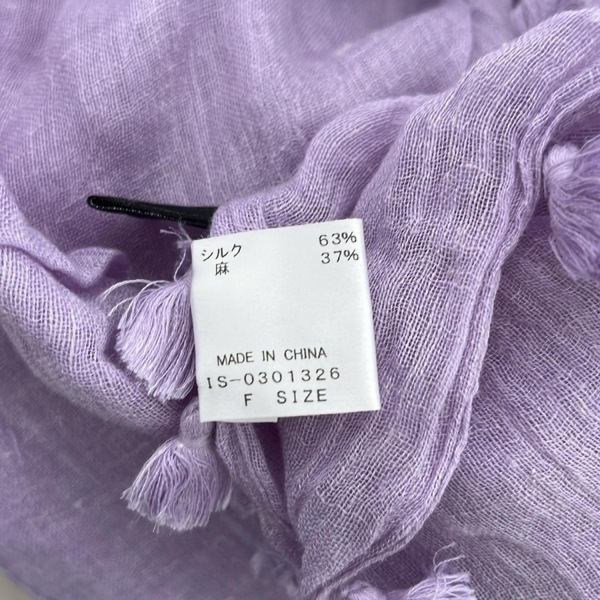 シルク 63%
麻 37%
MADE IN CHINA
IS-0301326
F SIZE